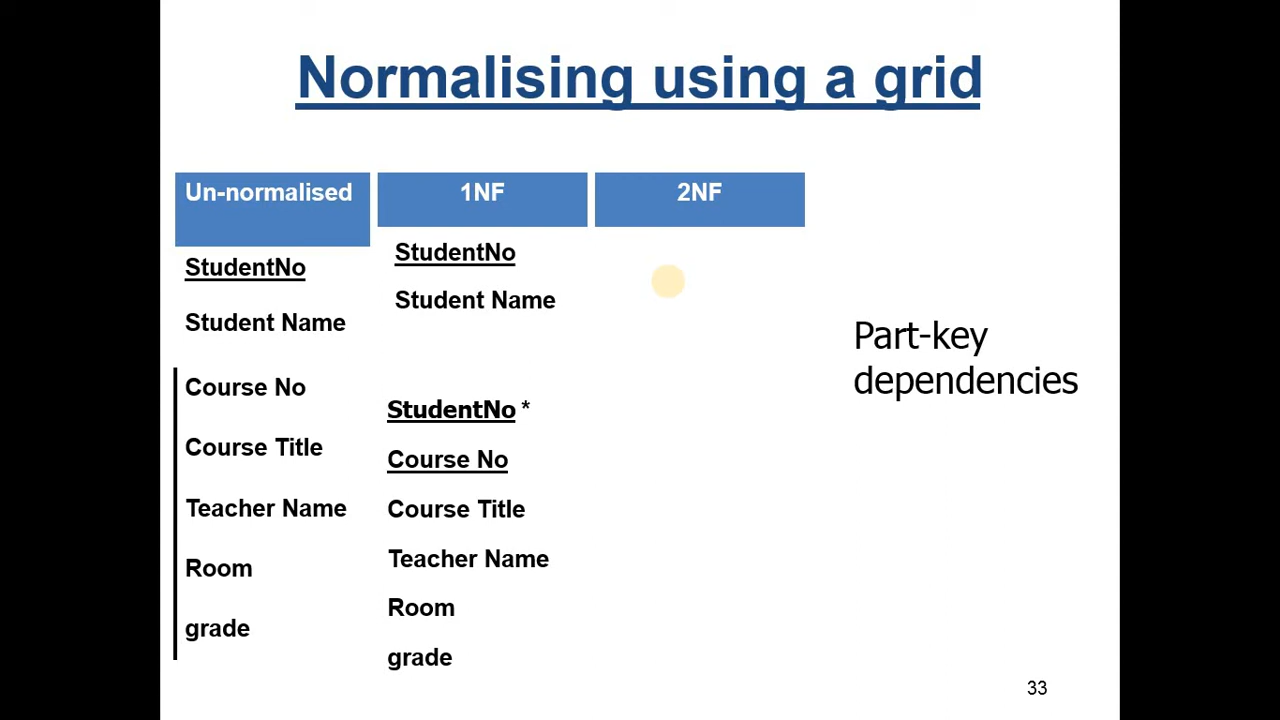 Normalising using a grid
Un-normalised
1NF
2NF
StudentNo
Student Name
Course No
Course Title
Teacher Name
Room
grade
StudentNo
Student Name
StudentNo *
Course No
Course Title
Teacher Name
Room
grade
Part-key
dependencies
33